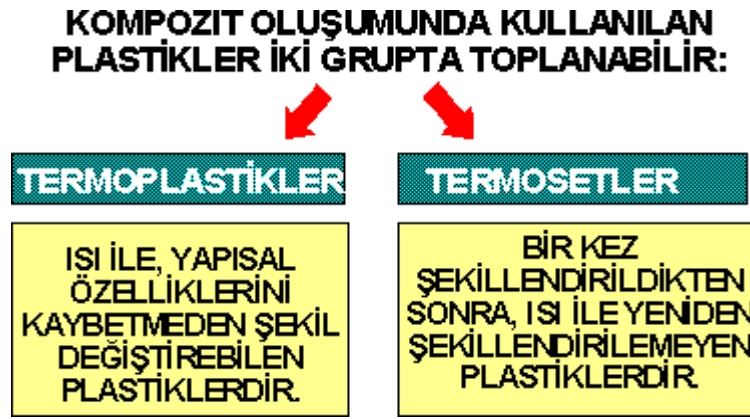 KOMPOZIT OLUŞUMUNDA KULLANILAN
PLASTİKLER İKİ GRUPTA TOPLANABİLİR:
TERMOPLASTİKLER
ISI İLE, YAPISAL
ÖZELLİKLERİNİ
KAYBETMEDEN ŞEKİL
DEĞİŞTİREBİLEN
PLASTİKLERDİR.
TERMOSETLER
BİR KEZ
ŞEKİLLENDİRİLDİKTEN
SONRA, ISI İLE YENİDEN
ŞEKİLLENDİRİLEMEYEN
PLASTİKLERDİR.